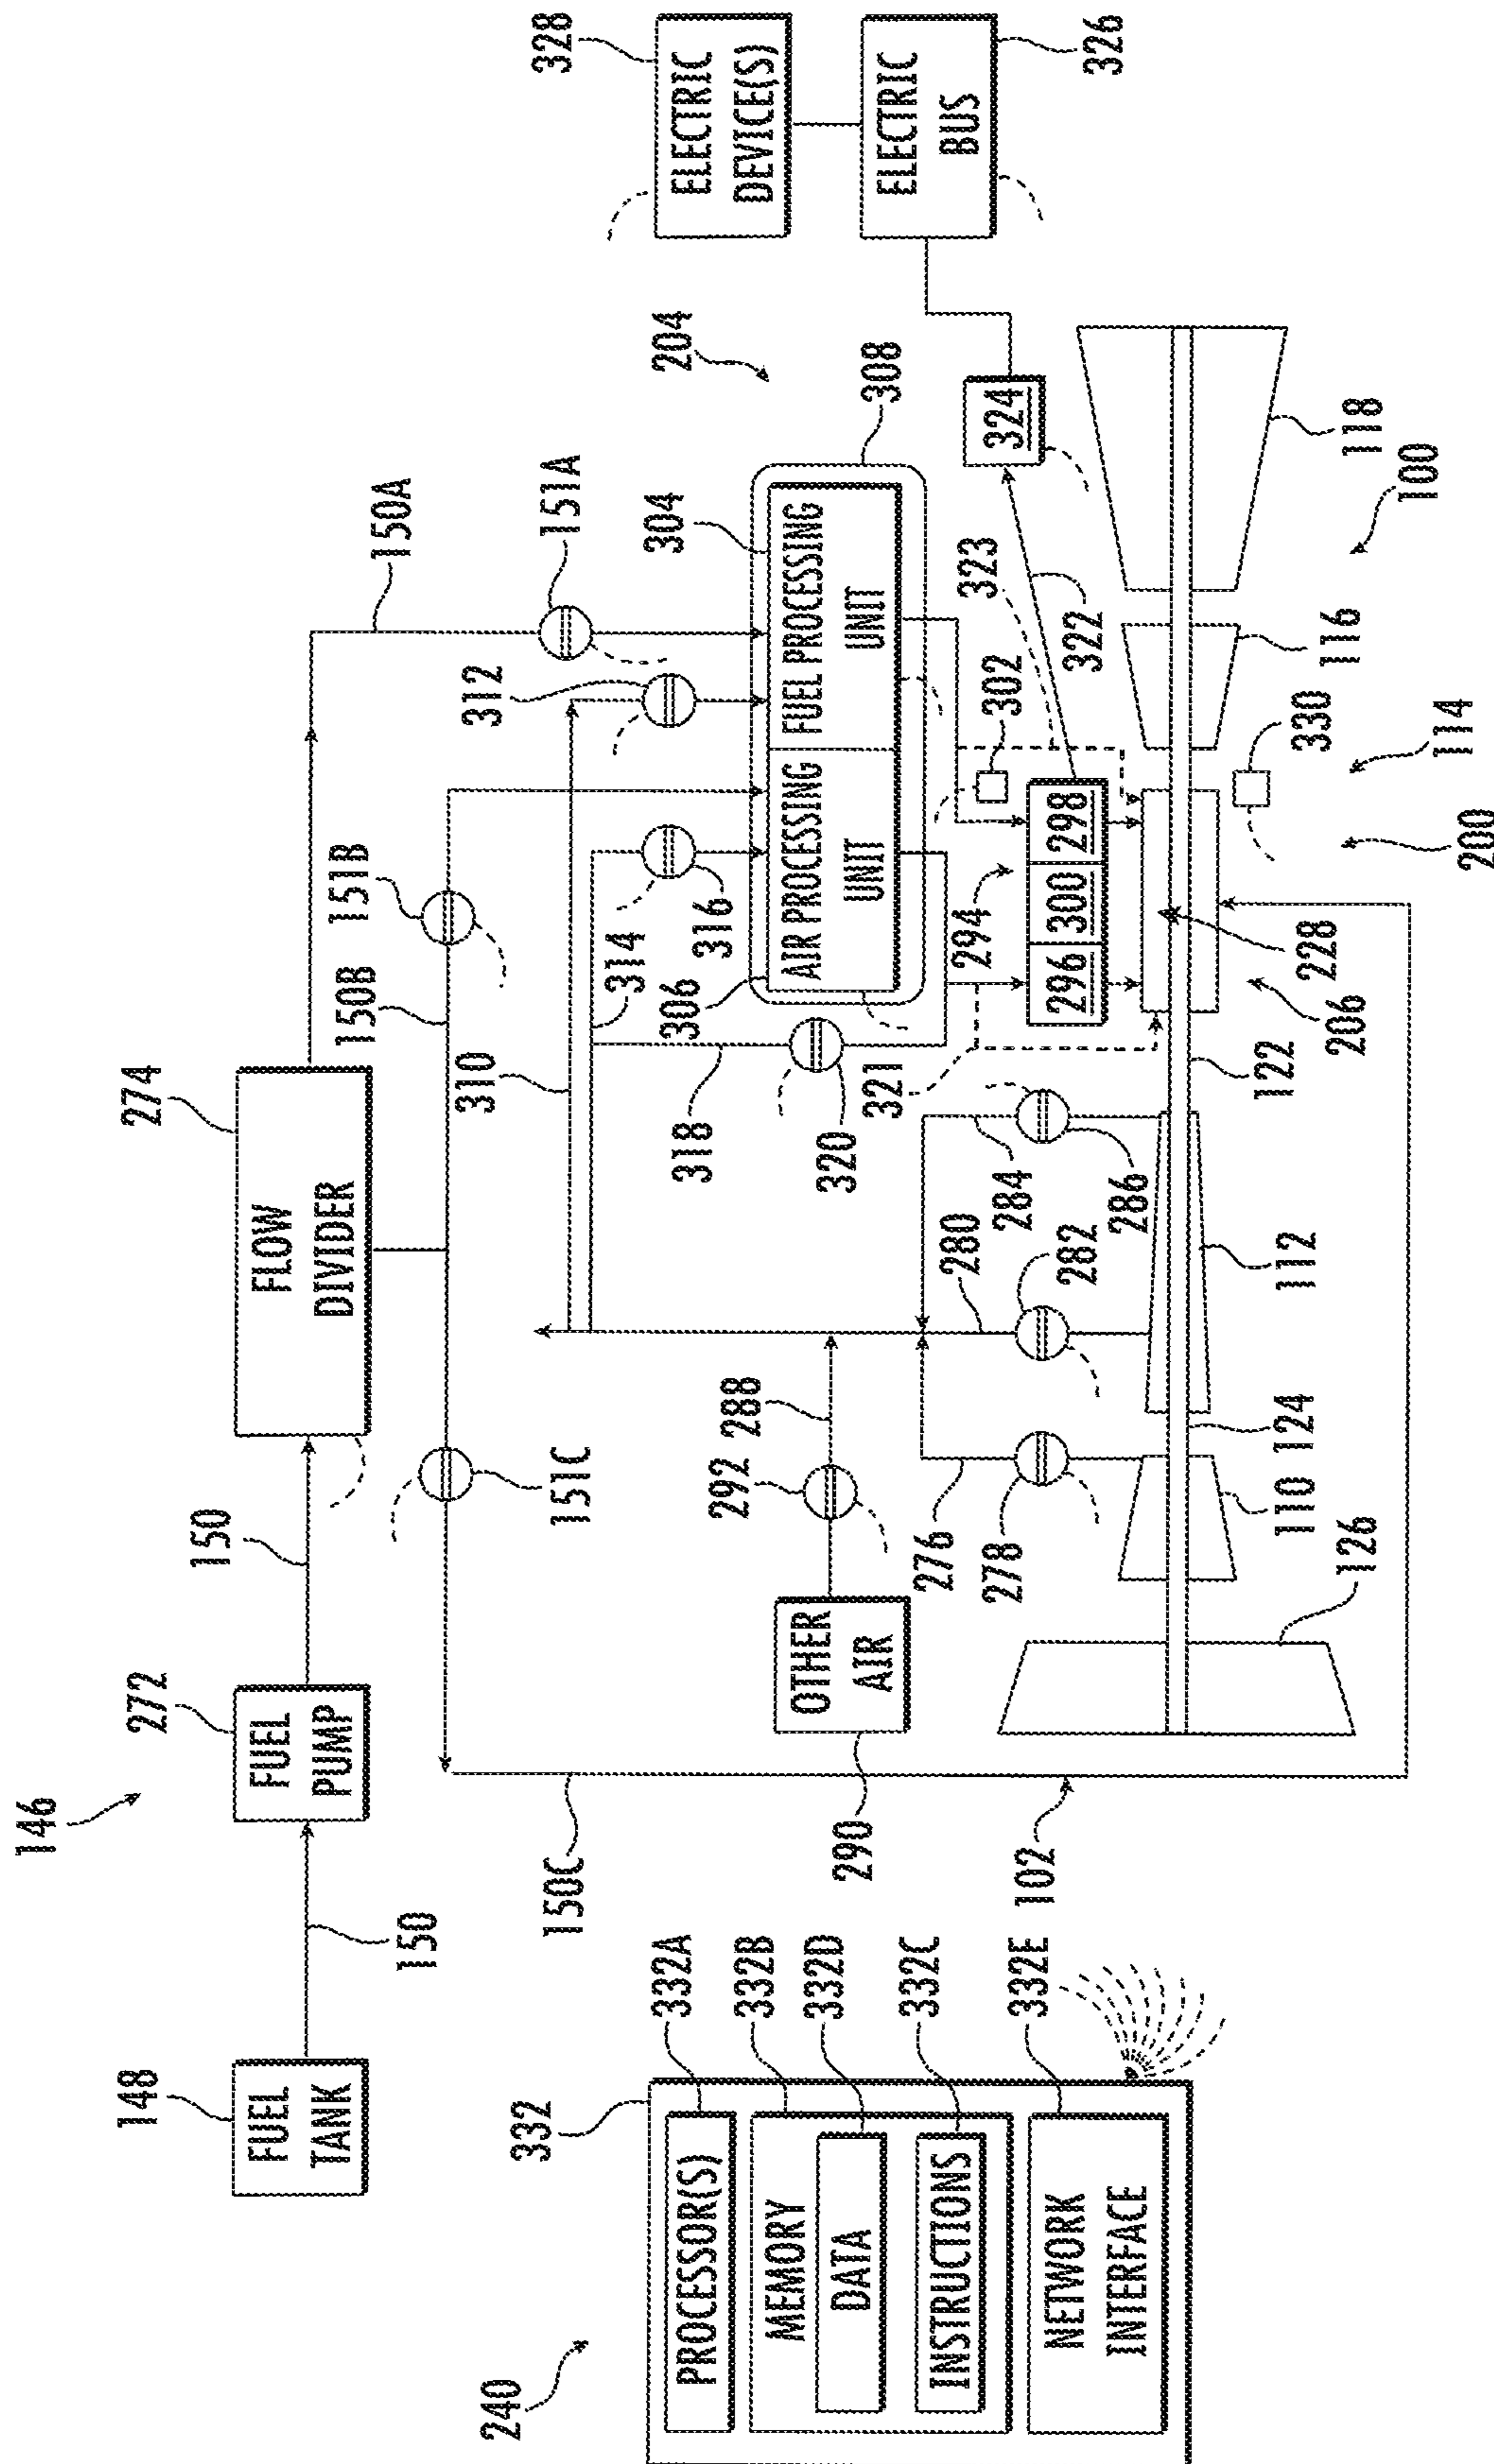 146
148
FUEL
TANK
150
272
FUEL
PUMP
150
274
FLOW
DIVIDER
150A
151A
150B
151B
151C
150C
310
312
314
316
318
320
304
FUEL PROCESSING
UNIT
306
AIR PROCESSING
UNIT
308
204
328
ELECTRIC
DEVICE(S)
ELECTRIC
BUS
326
324
322
323
302
294
296
300
298
321
OTHER
AIR
290
292
288
276
278
280
282
284
286
102
126
110
124
112
122
206
228
200
330
114
116
100
118
240
332
PROCESSOR(S)
332A
MEMORY
332B
DATA
332D
INSTRUCTIONS
332C
NETWORK
INTERFACE
332E